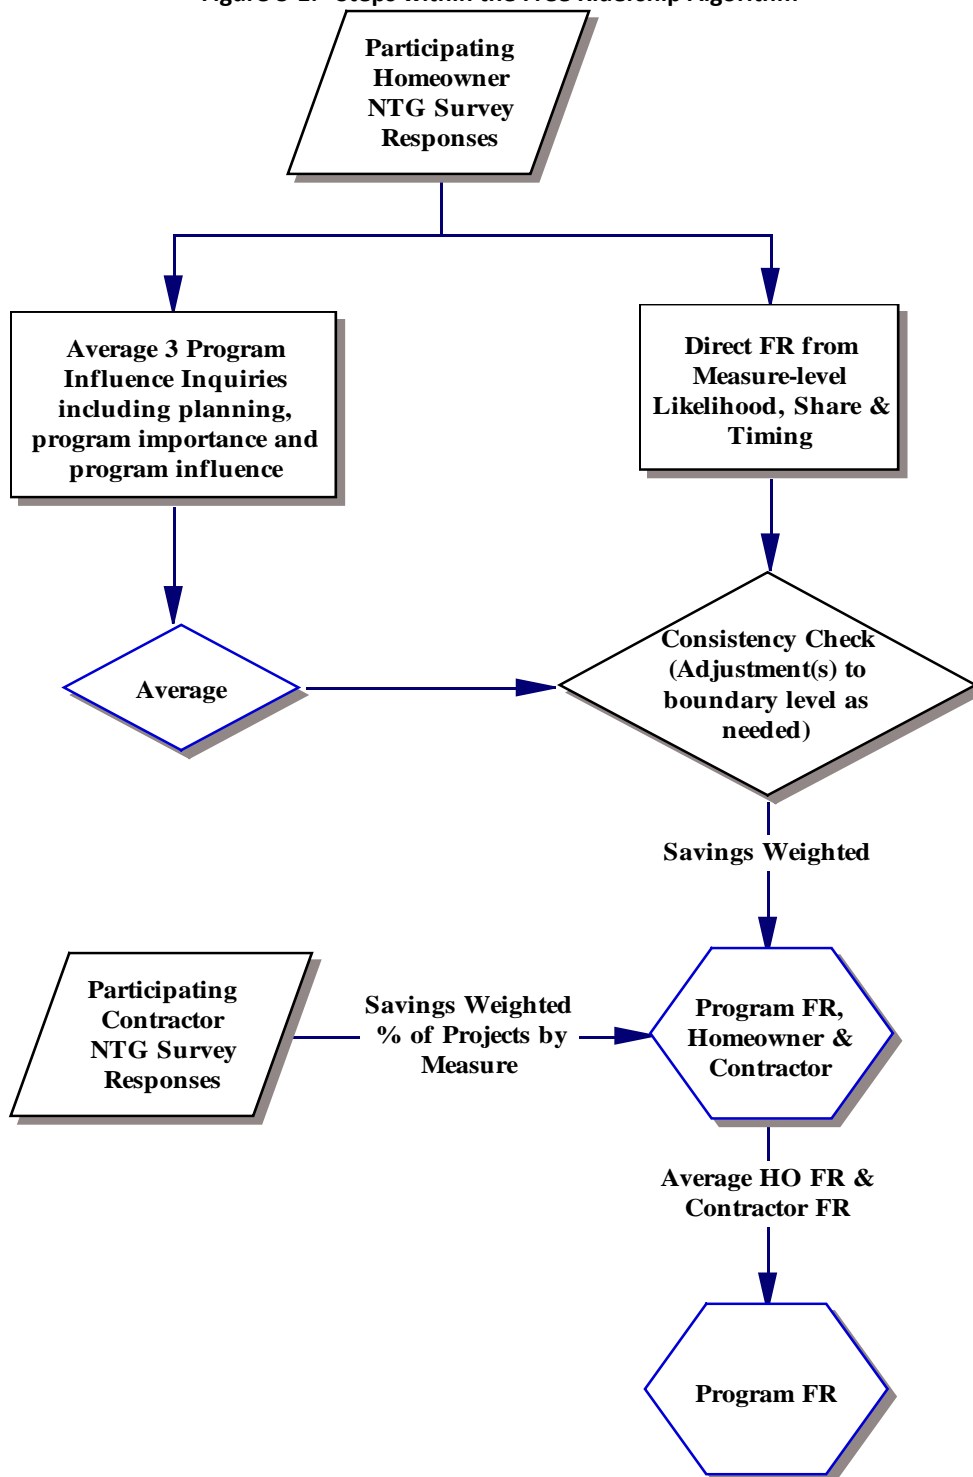 Participating
Homeowner
NTG Survey
Responses
Average 3 Program
Influence Inquiries
including planning,
program importance and
program influence
Direct FR from
Measure-level
Likelihood, Share &
Timing
Average
Consistency Check
(Adjustment(s) to
boundary level as
needed)
Savings Weighted
Participating
Contractor
NTG Survey
Responses
Savings Weighted
% of Projects by
Measure
Program FR,
Homeowner &
Contractor
Average HO FR &
Contractor FR
Program FR